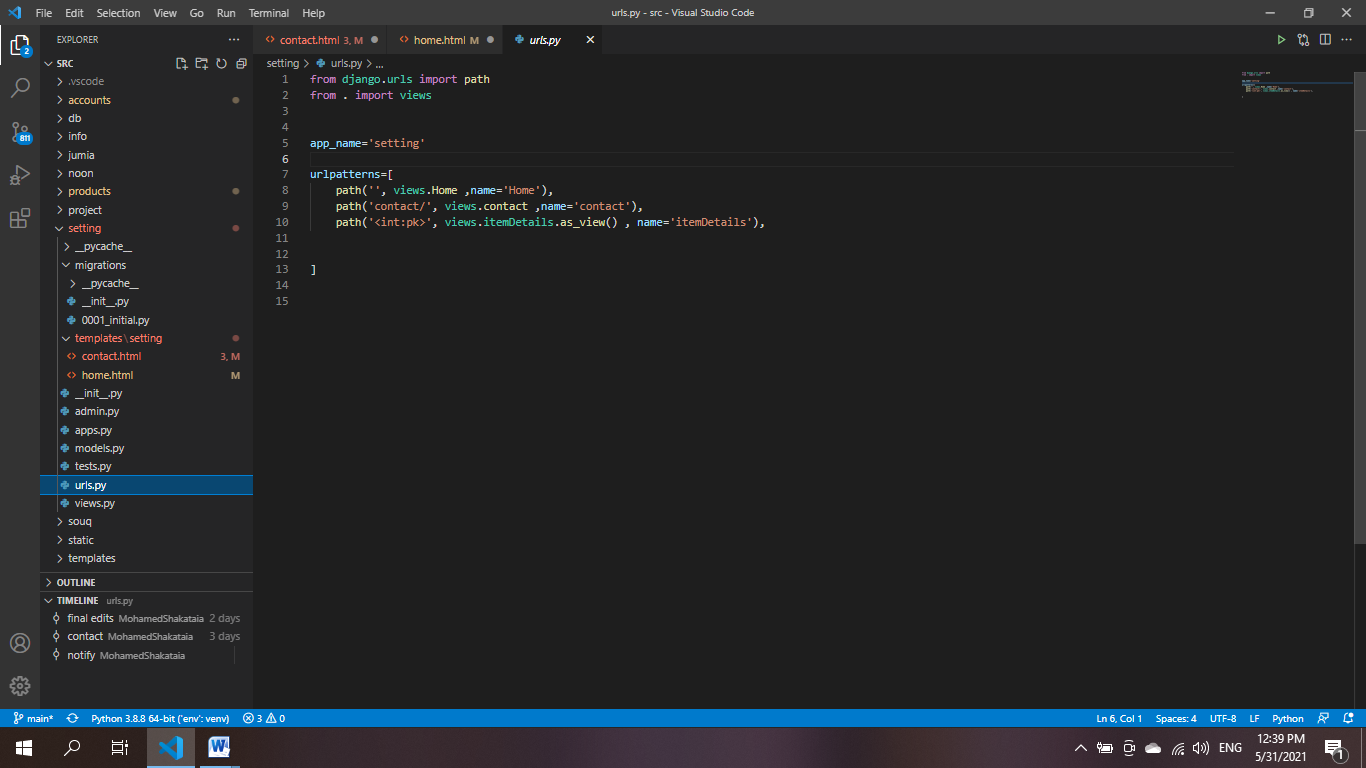 File Edit Selection View Go Run Terminal Help
urls.py - src - Visual Studio Code
EXPLORER
SRC
.vscode
accounts
db
info
jumia
noon
products
project
setting
__pycache__
migrations
__pycache__
__init__.py
0001_initial.py
templates\setting
contact.html 3, M
home.html M
__init__.py
admin.py
apps.py
models.py
tests.py
urls.py
views.py
souq
static
templates
OUTLINE
TIMELINE urls.py
final edits MohamedShakataia 2 days
contact MohamedShakataia 3 days
notify MohamedShakataia
2
811
contact.html 3, M
home.html M
urls.py
setting > urls.py > ...
1 from django.urls import path
2 from . import views
3
4
5 app_name='setting'
6
7 urlpatterns=[
8 path('', views.Home ,name='Home'),
9 path('contact/', views.contact ,name='contact'),
10 path('<int:pk>', views.itemDetails.as_view() , name='itemDetails'),
11
12
13 ]
14
15
main* Python 3.8.8 64-bit ('env': venv) 3 0
Ln 6, Col 1 Spaces: 4 UTF-8 LF Python
W
ENG
12:39 PM
5/31/2021
1